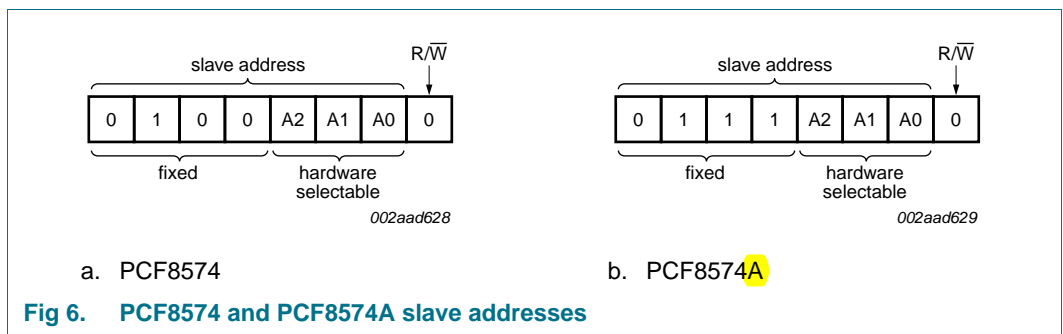 R/W̅
slave address
0 1 0 0 A2 A1 A0 0
fixed
hardware
selectable
002aad628
a. PCF8574
R/W̅
slave address
0 1 1 1 A2 A1 A0 0
fixed
hardware
selectable
002aad629
b. PCF8574A
Fig 6. PCF8574 and PCF8574A slave addresses